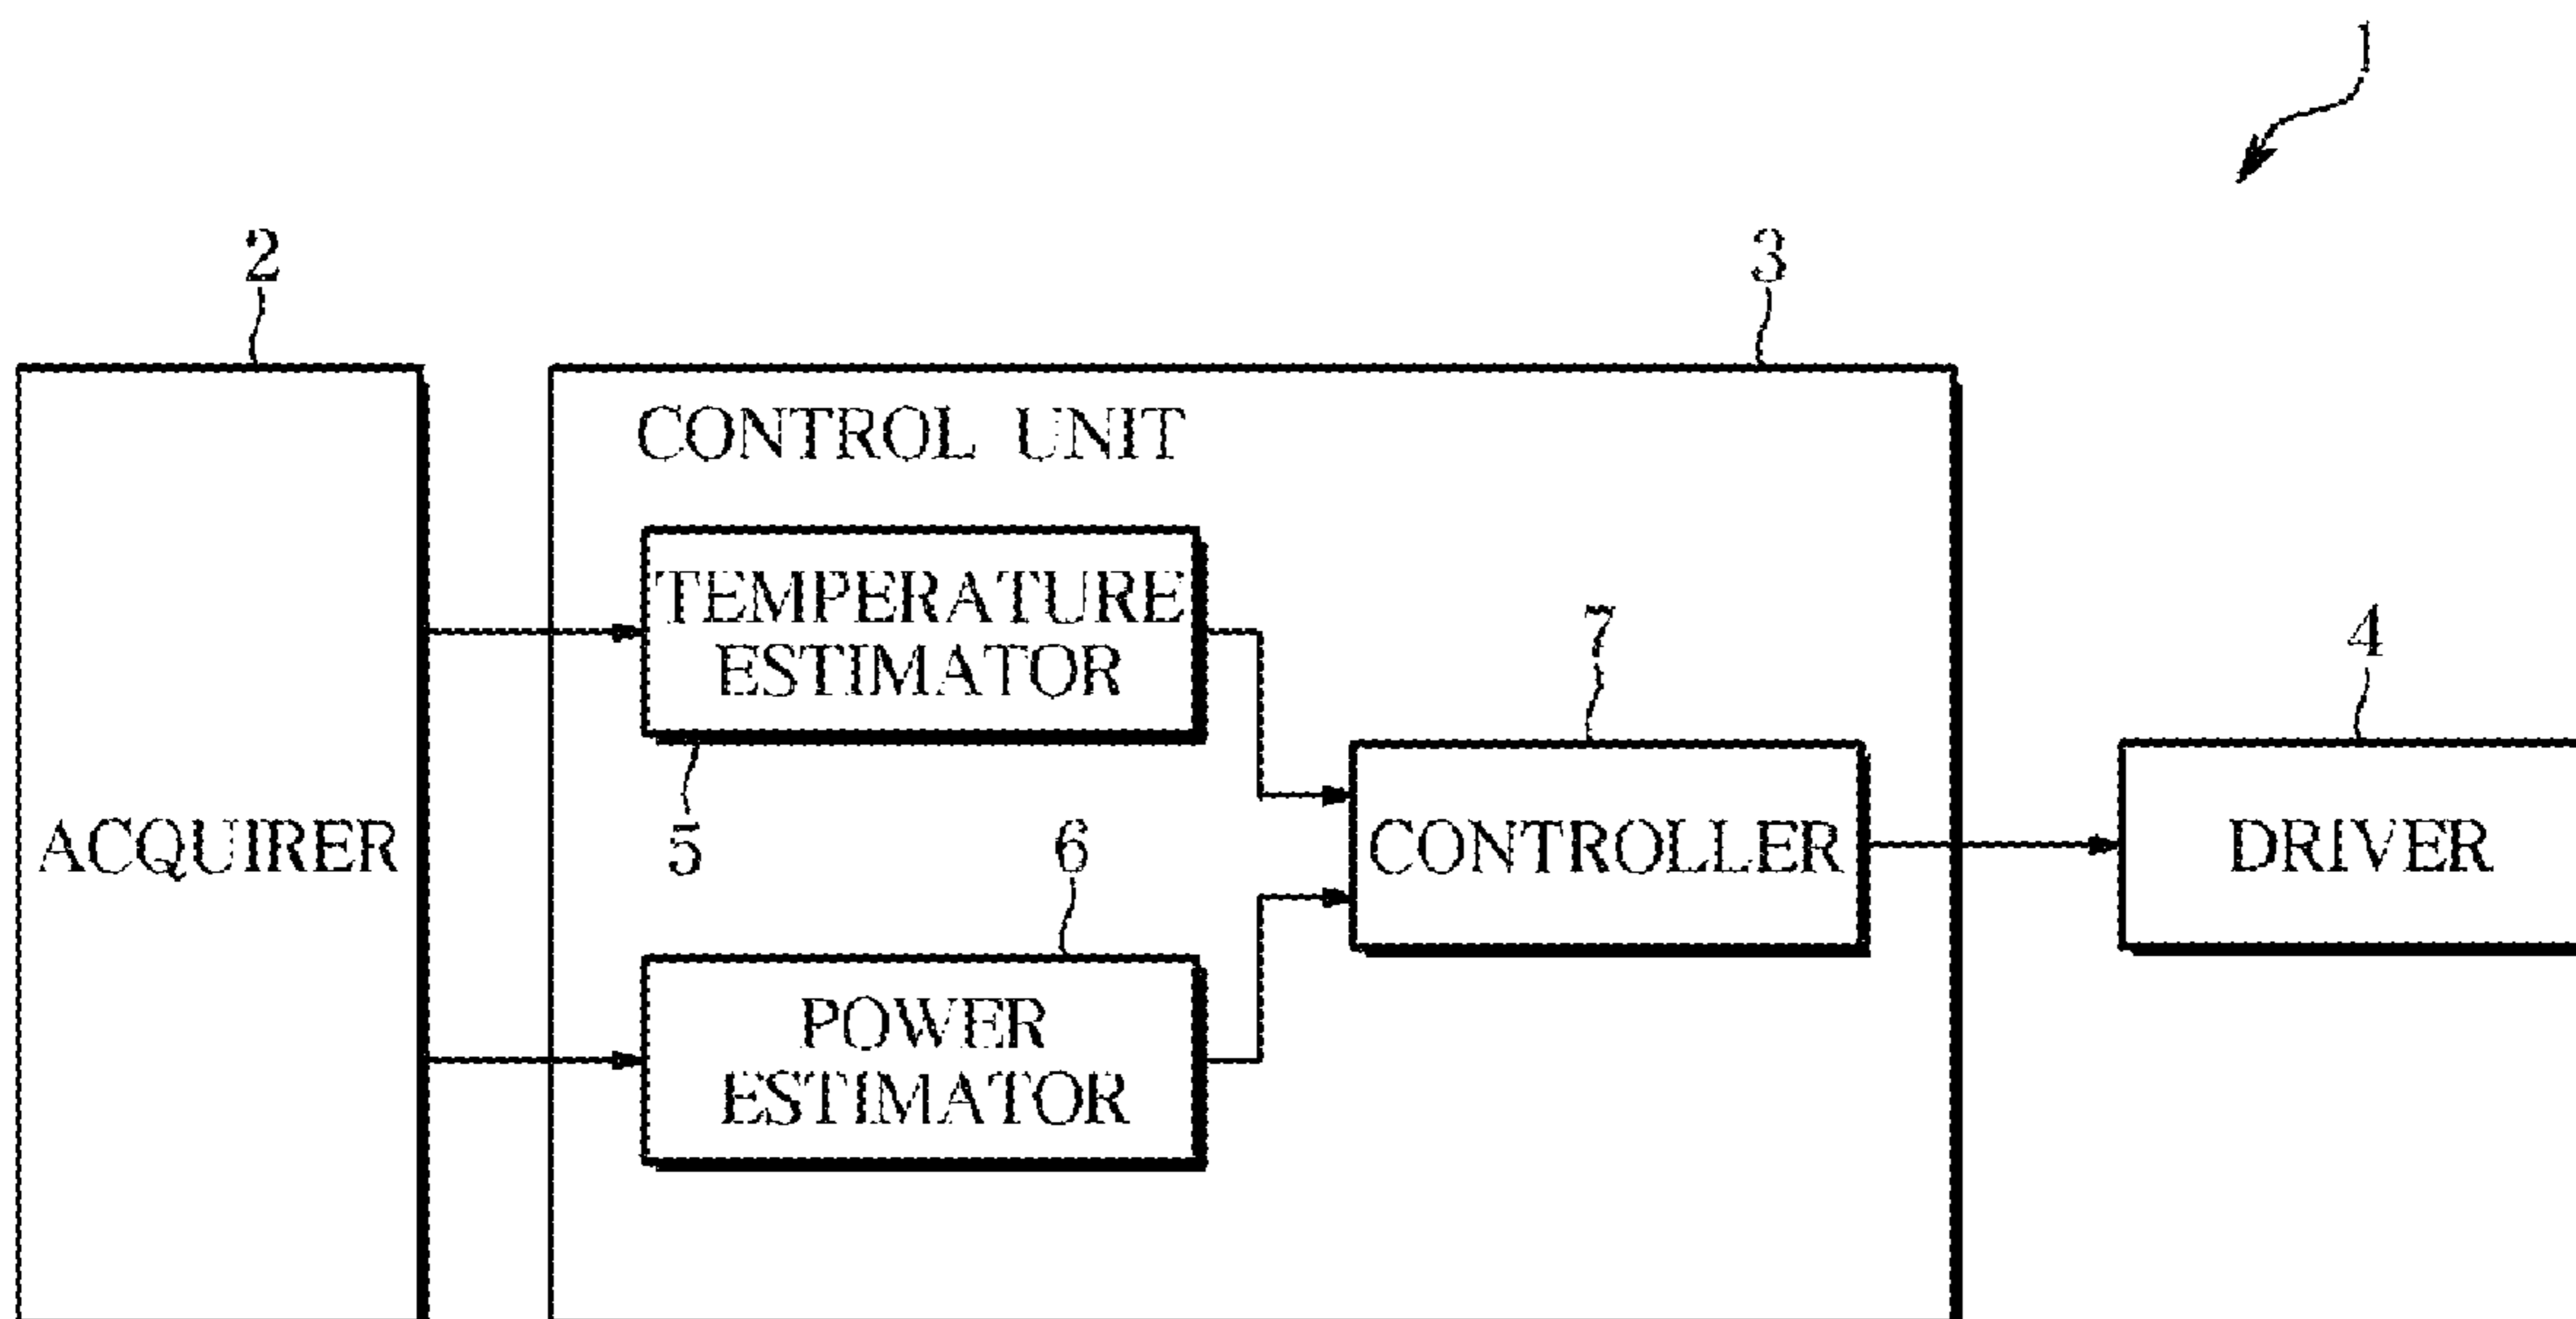 1
2
3
CONTROL UNIT
TEMPERATURE
ESTIMATOR
5
7
4
ACQUIRER
6
CONTROLLER
DRIVER
POWER
ESTIMATOR